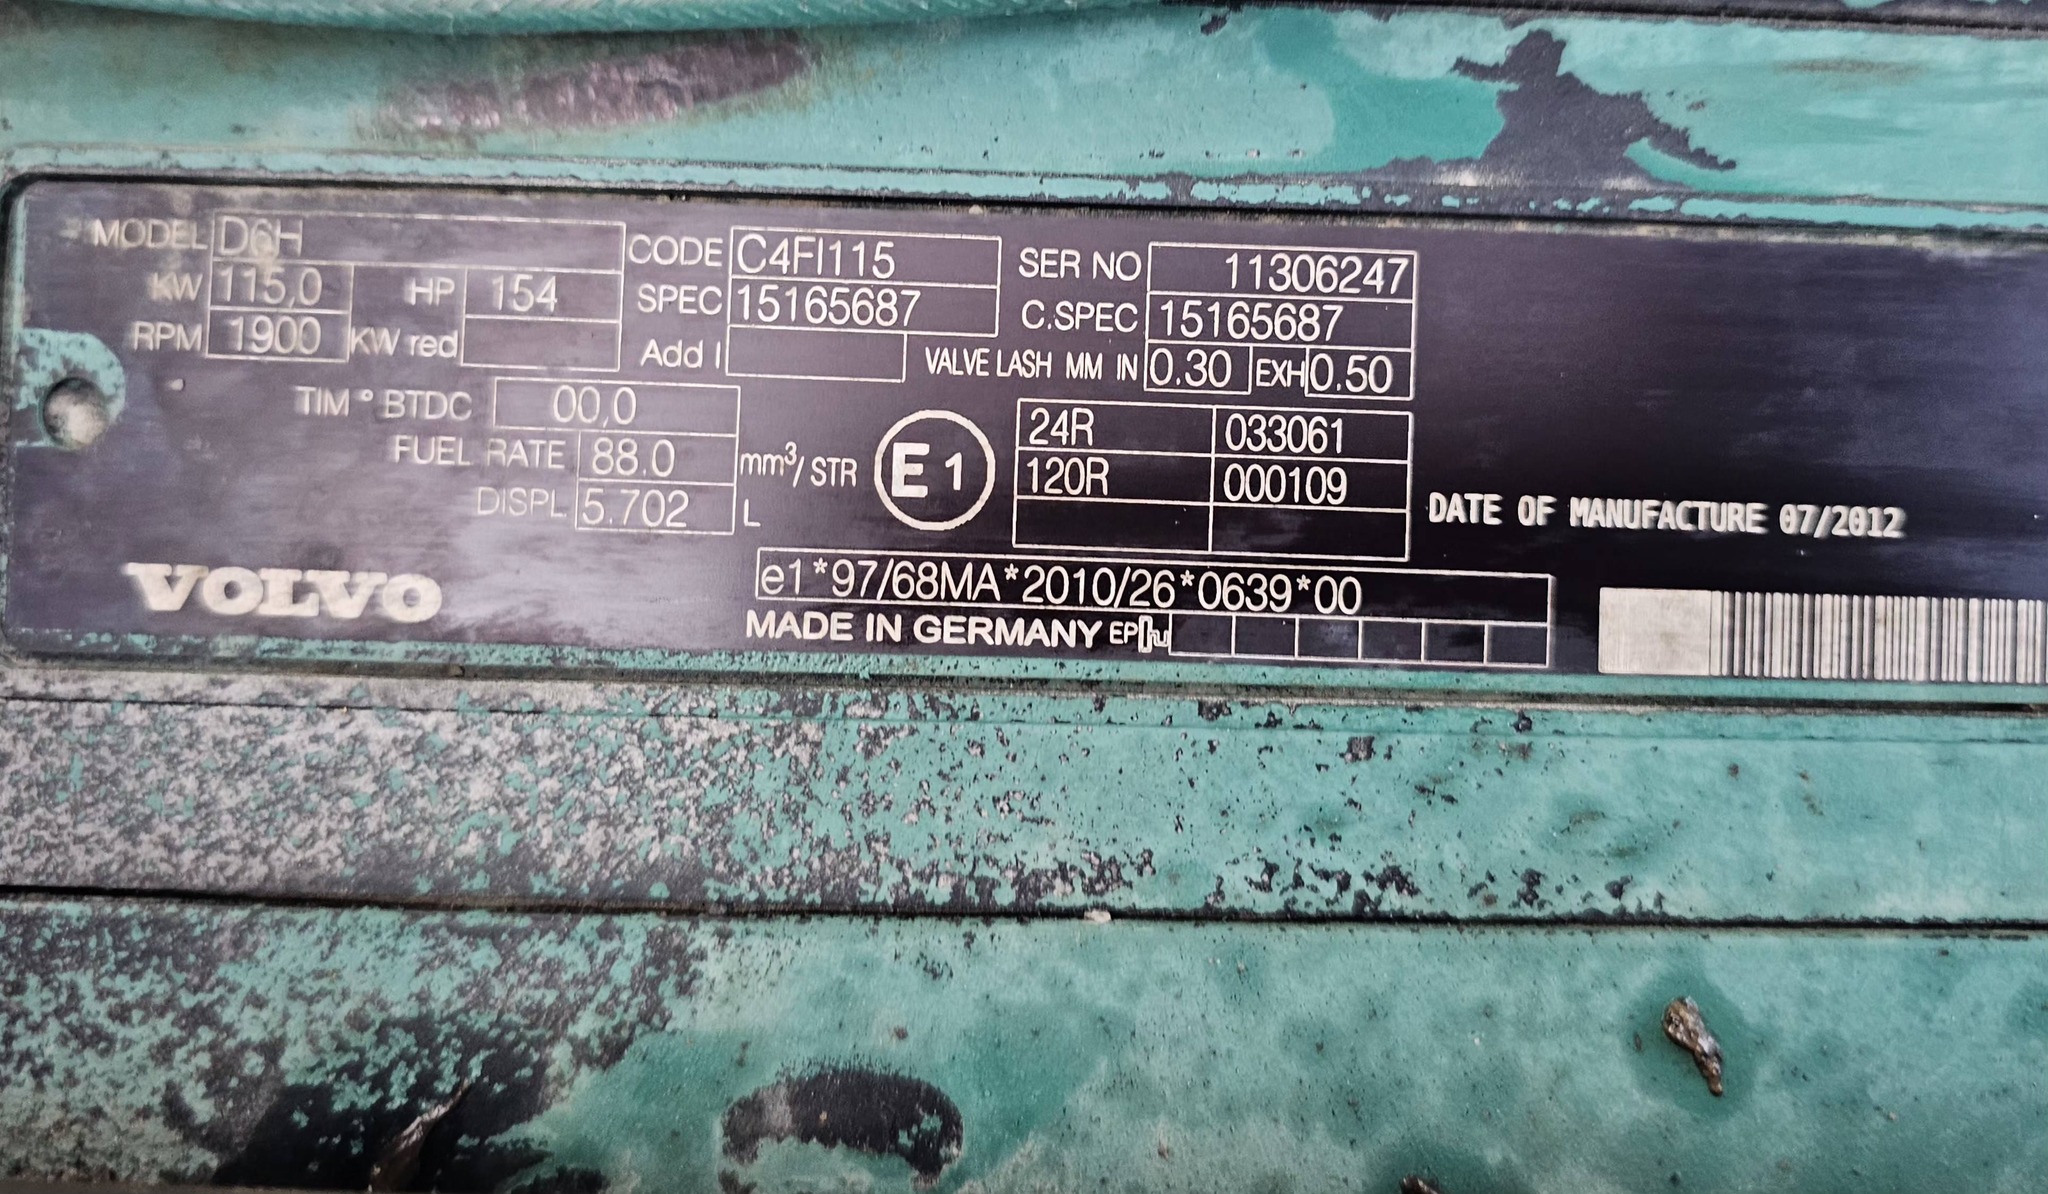 MODEL D6H
KW 115,0 HP 154
RPM 1900 KW red
CODE C4FI115
SPEC 15165687
Add I
SER NO 11306247
C.SPEC 15165687
VALVE LASH MM IN 0.30 EXH 0.50
TIM ° BTDC 00,0
FUEL RATE 88.0 mm³/STR
DISPL 5.702 L
E1
24R 033061
120R 000109
DATE OF MANUFACTURE 07/2012
VOLVO
e1*97/68MA*2010/26*0639*00
MADE IN GERMANY EP